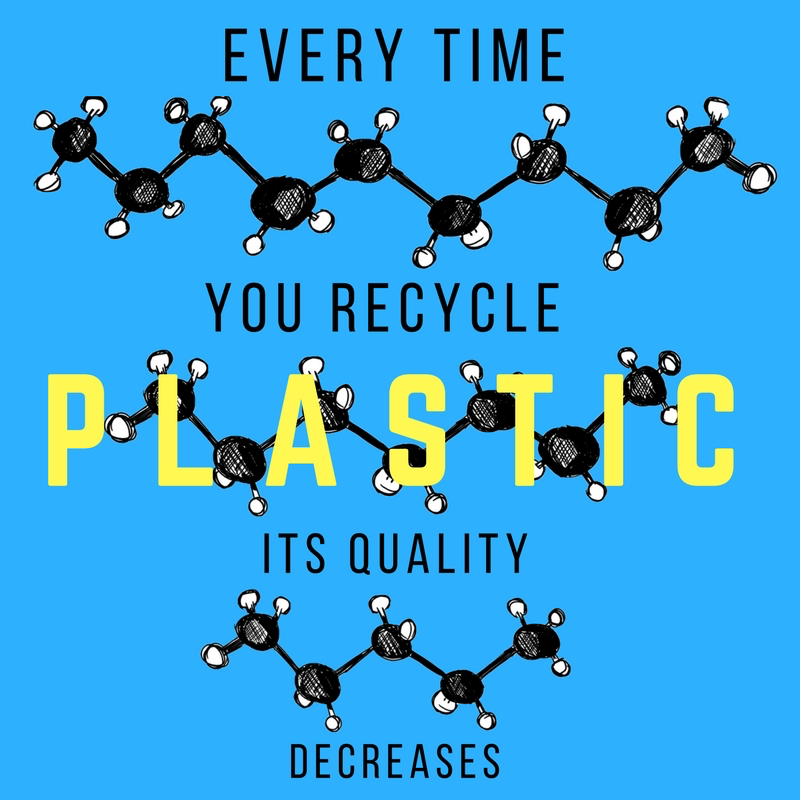 EVERY TIME
YOU RECYCLE
PLASTIC
ITS QUALITY
DECREASES